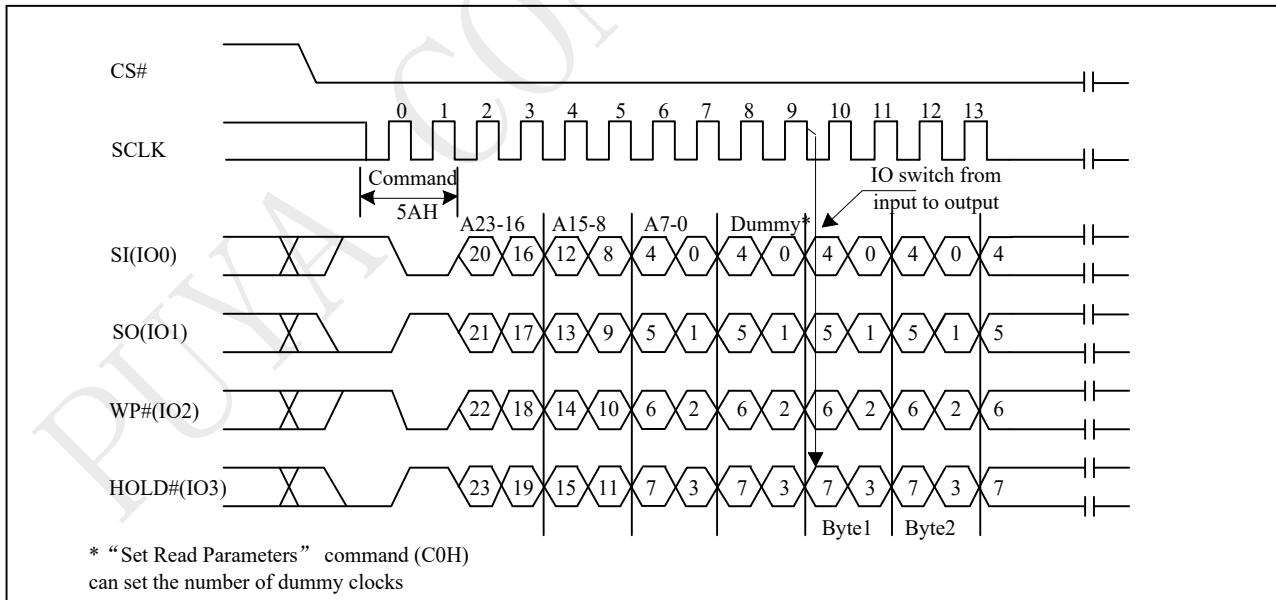 CS#
0 1 2 3 4 5 6 7 8 9 10 11 12 13
SCLK
Command
5AH
IO switch from
input to output
A23-16 A15-8 A7-0 Dummy*
SI(IO0) 20 16 12 8 4 0 4 0 4 0 4 0 4
SO(IO1) 21 17 13 9 5 1 5 1 5 1 5 1 5
WP#(IO2) 22 18 14 10 6 2 6 2 6 2 6 2 6
HOLD#(IO3) 23 19 15 11 7 3 7 3 7 3 7 3 7
Byte1 Byte2
* “Set Read Parameters” command (C0H)
can set the number of dummy clocks
PUYA